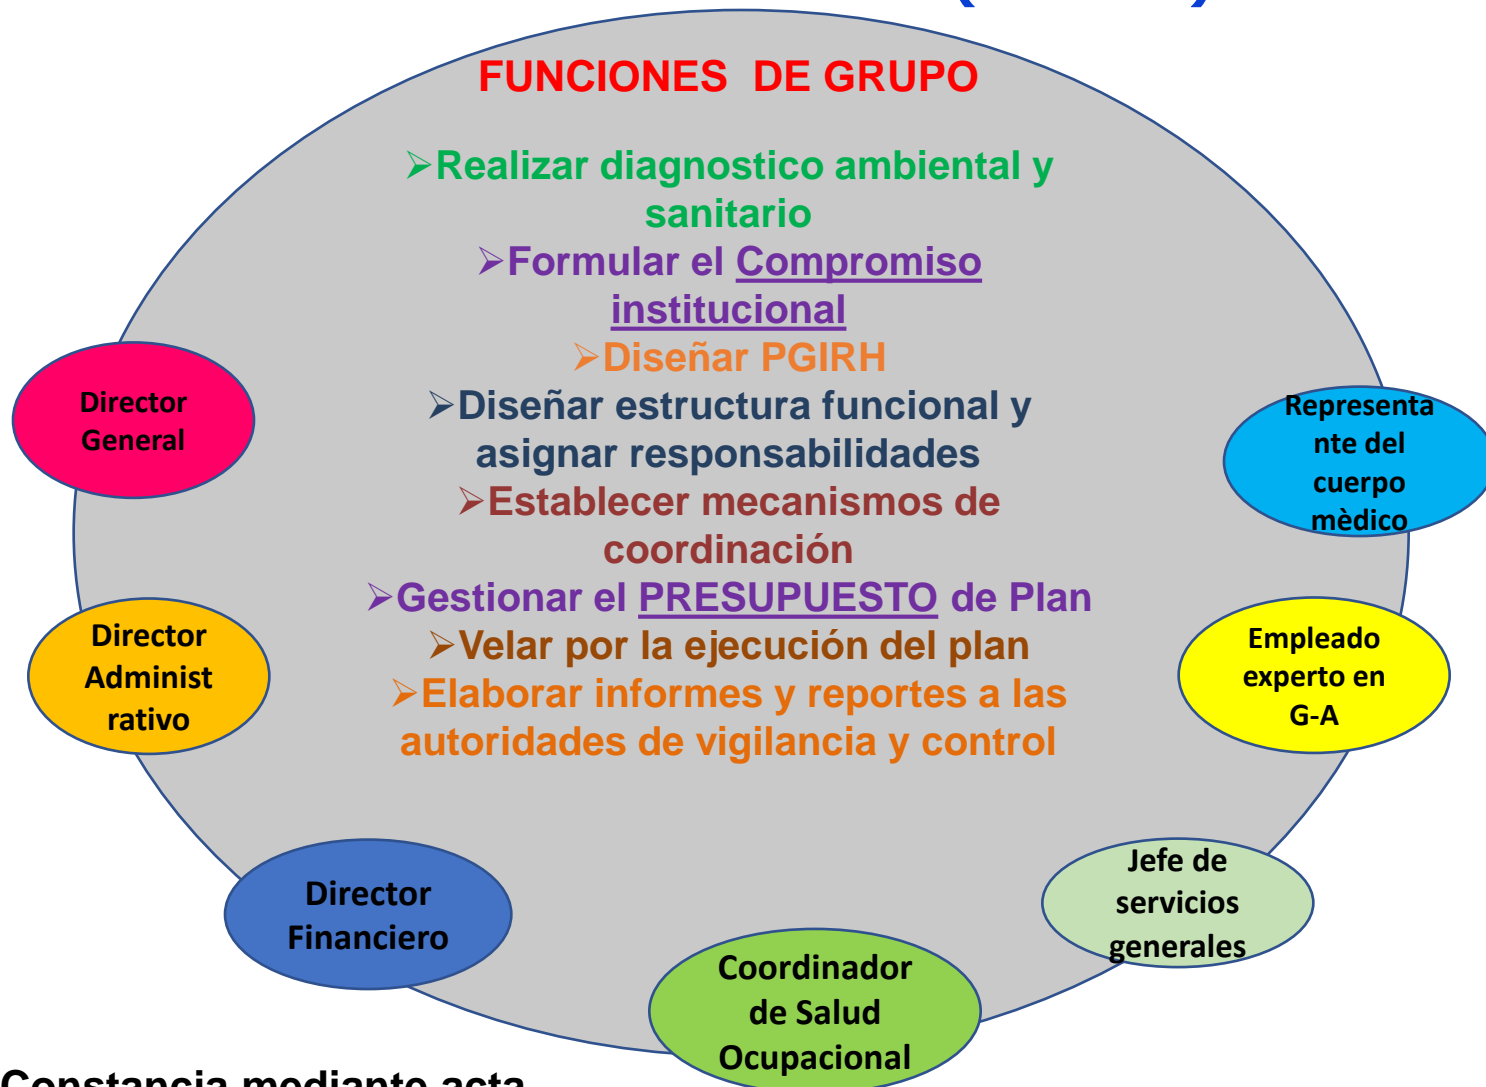 FUNCIONES DE GRUPO
➢Realizar diagnostico ambiental y
sanitario
➢Formular el Compromiso
institucional
➢Diseñar PGIRH
➢Diseñar estructura funcional y
asignar responsabilidades
➢Establecer mecanismos de
coordinación
➢Gestionar el PRESUPUESTO de Plan
➢Velar por la ejecución del plan
➢Elaborar informes y reportes a las
autoridades de vigilancia y control
Director
General
Representa
nte del
cuerpo
mèdico
Director
Administ
rativo
Empleado
experto en
G-A
Director
Financiero
Jefe de
servicios
generales
Coordinador
de Salud
Ocupacional
Constancia mediante acta